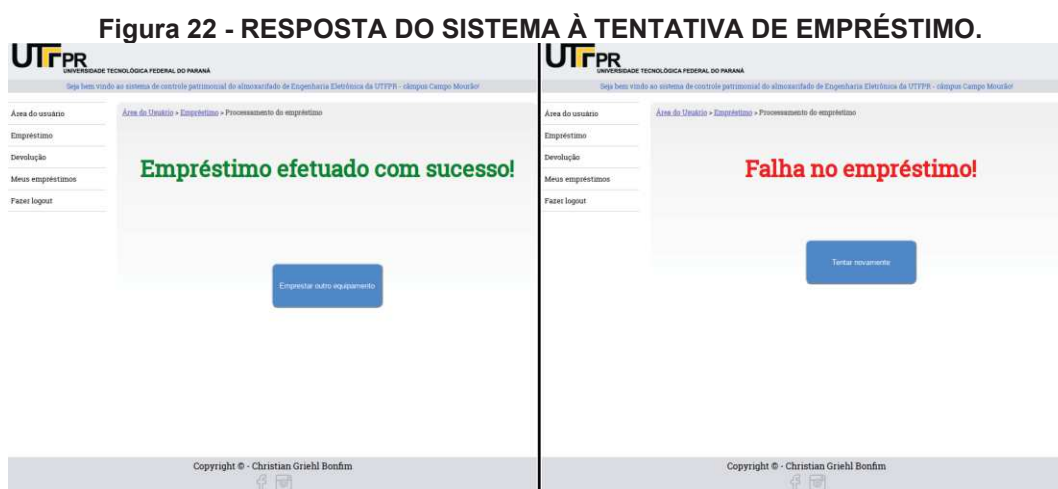 Figura 22 - RESPOSTA DO SISTEMA À TENTATIVA DE EMPRÉSTIMO.
UTFPR
UNIVERSIDADE TECNOLÓGICA FEDERAL DO PARANÁ
Seja bem vindo ao sistema de controle patrimonial do almoxarifado de Engenharia Eletrônica da UTFPR - câmpus Campo Mourão!
Área do usuário
Empréstimo
Devolução
Meus empréstimos
Fazer logout
Área do Usuário » Empréstimo » Processamento do empréstimo
Empréstimo efetuado com sucesso!
Emprestar outro equipamento
Copyright © - Christian Griehl Bonfim
UTFPR
UNIVERSIDADE TECNOLÓGICA FEDERAL DO PARANÁ
Seja bem vindo ao sistema de controle patrimonial do almoxarifado de Engenharia Eletrônica da UTFPR - câmpus Campo Mourão!
Área do usuário
Empréstimo
Devolução
Meus empréstimos
Fazer logout
Área do Usuário » Empréstimo » Processamento do empréstimo
Falha no empréstimo!
Tentar novamente
Copyright © - Christian Griehl Bonfim